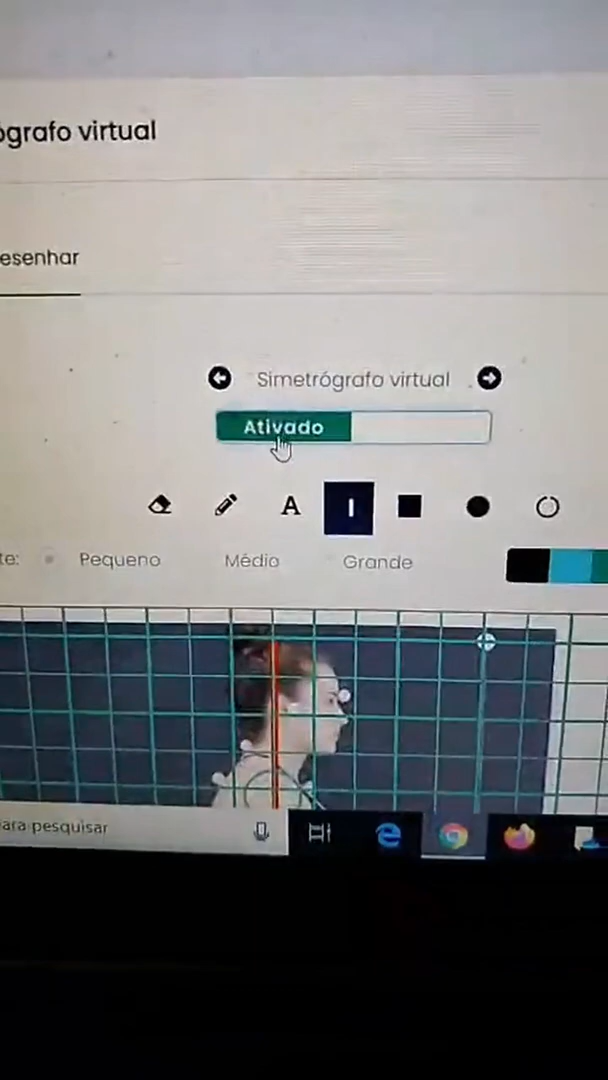 ógrafo virtual
esenhar
Simetrógrafo virtual
Ativado
A
te:
Pequeno
Médio
Grande
ara pesquisar